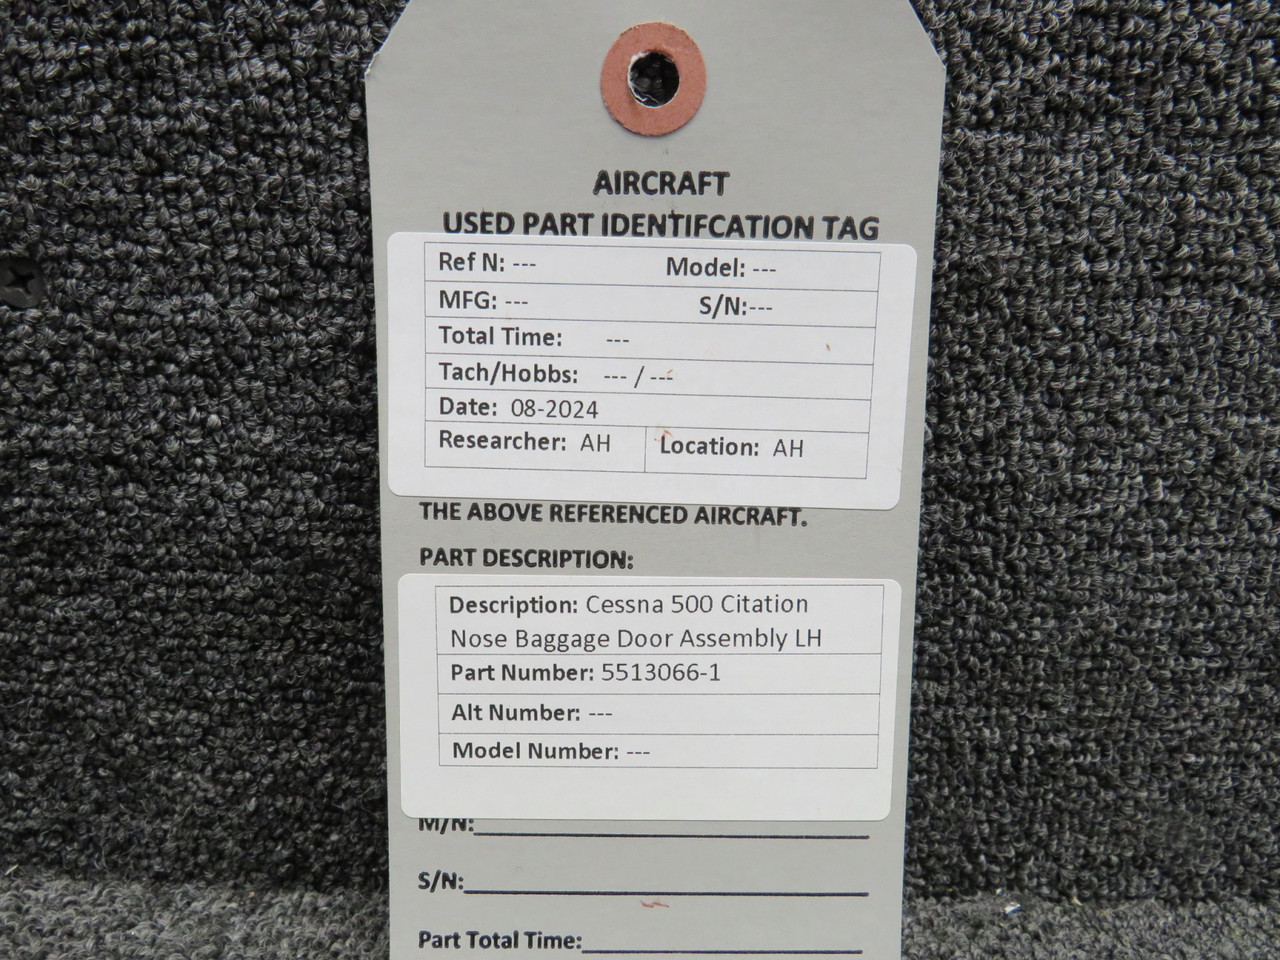 AIRCRAFT
USED PART IDENTIFCATION TAG
Ref N: --- Model: ---
MFG: --- S/N:---
Total Time: ---
Tach/Hobbs: --- / ---
Date: 08-2024
Researcher: AH Location: AH
THE ABOVE REFERENCED AIRCRAFT.
PART DESCRIPTION:
Description: Cessna 500 Citation
Nose Baggage Door Assembly LH
Part Number: 5513066-1
Alt Number: ---
Model Number: ---
M/N:
S/N:
Part Total Time: